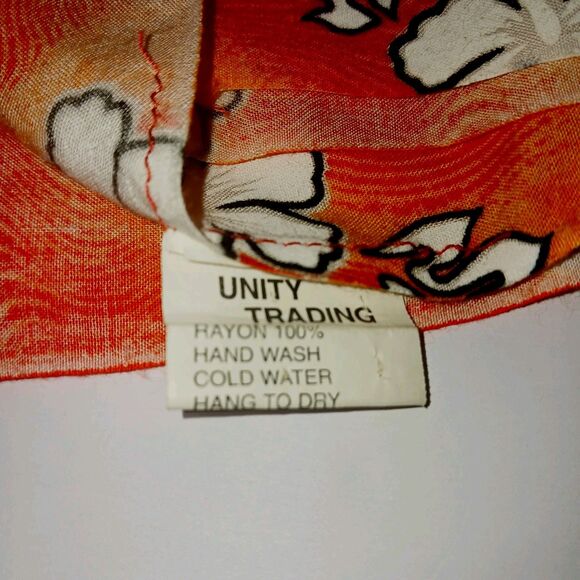 UNITY
TRADING
RAYON 100%
HAND WASH
COLD WATER
HANG TO DRY